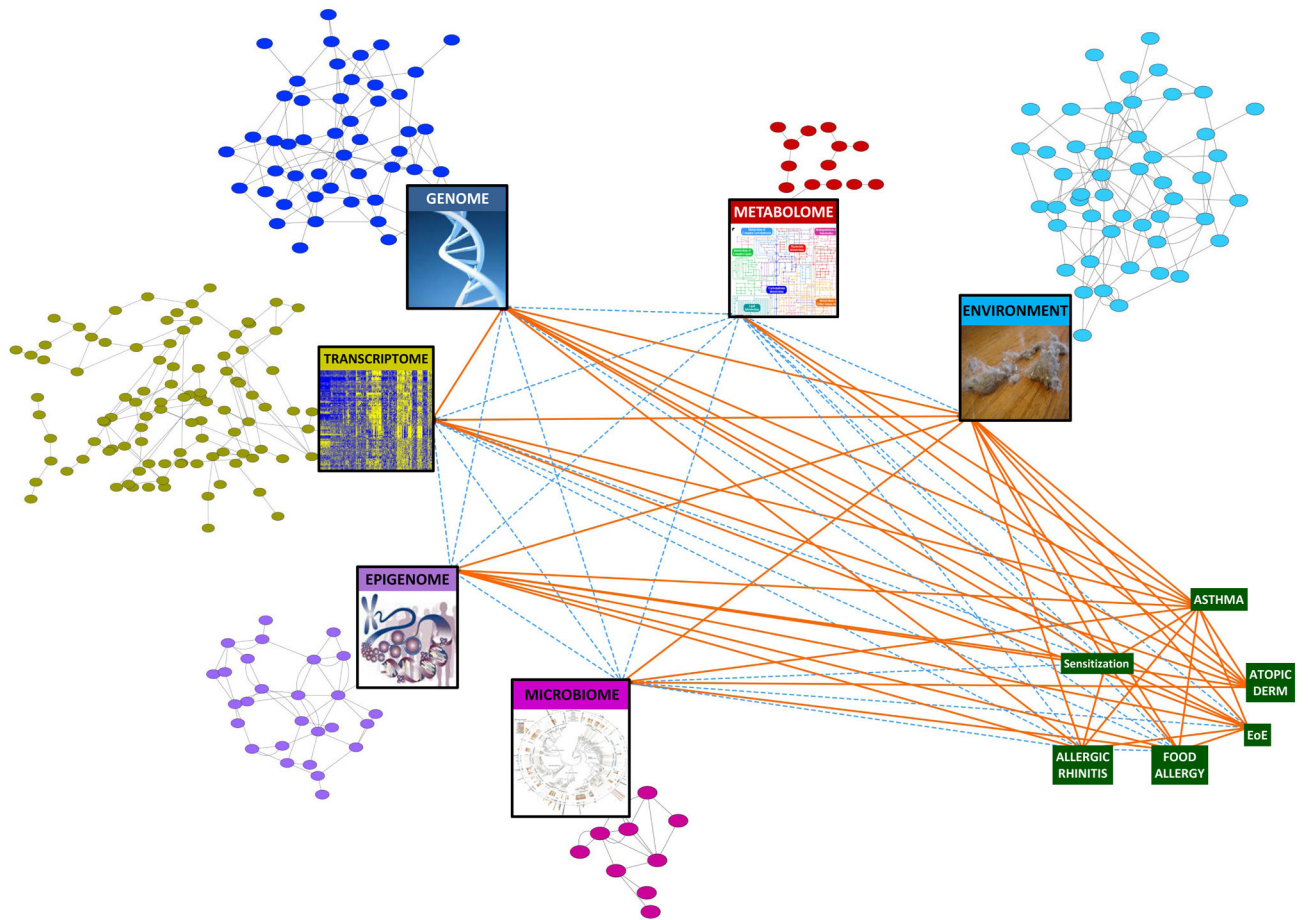 GENOME
METABOLOME
ENVIRONMENT
TRANSCRIPTOME
EPIGENOME
MICROBIOME
ASTHMA
Sensitization
ATOPIC
DERM
EoE
ALLERGIC
RHINITIS
FOOD
ALLERGY